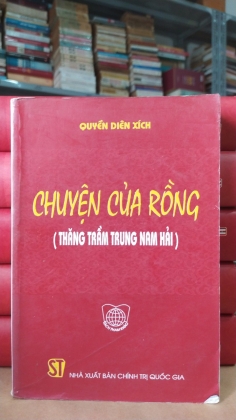 QUYỀN DIÊN XÍCH
CHUYỆN CỦA RỒNG
( THĂNG TRẦM TRUNG NAM HẢI )
ST
NHÀ XUẤT BẢN CHÍNH TRỊ QUỐC GIA